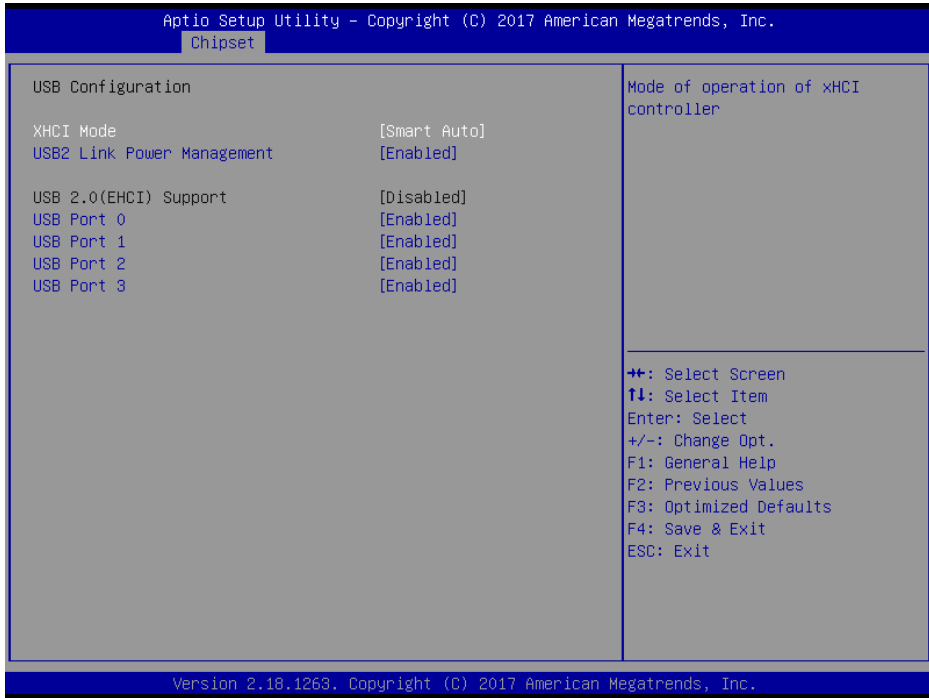 Aptio Setup Utility – Copyright (C) 2017 American Megatrends, Inc.
Chipset
USB Configuration
XHCI Mode [Smart Auto]
USB2 Link Power Management [Enabled]
USB 2.0(EHCI) Support [Disabled]
USB Port 0 [Enabled]
USB Port 1 [Enabled]
USB Port 2 [Enabled]
USB Port 3 [Enabled]
Mode of operation of xHCI
controller
→←: Select Screen
↑↓: Select Item
Enter: Select
+/-: Change Opt.
F1: General Help
F2: Previous Values
F3: Optimized Defaults
F4: Save & Exit
ESC: Exit
Version 2.18.1263. Copyright (C) 2017 American Megatrends, Inc.